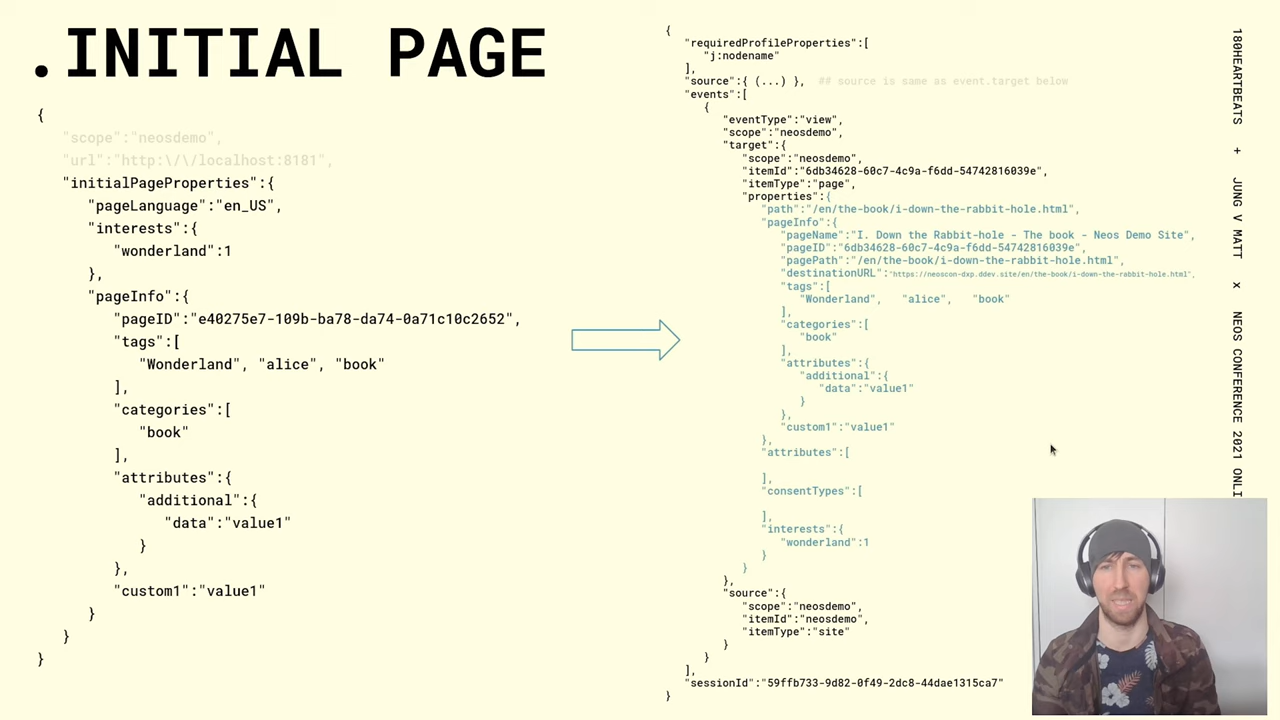 .INITIAL PAGE
{
"scope":"neosdemo",
"url":"http:\/\/localhost:8181",
"initialPageProperties":{
"pageLanguage":"en_US",
"interests":{
"wonderland":1
},
"pageInfo":{
"pageID":"e40275e7-109b-ba78-da74-0a71c10c2652",
"tags":[
"Wonderland", "alice", "book"
],
"categories":[
"book"
],
"attributes":{
"additional":{
"data":"value1"
}
},
"custom1":"value1"
}
}
}
{
"requiredProfileProperties":[
"j:nodename"
],
"source":{ (...) }, ## source is same as event.target below
"events":[
{
"eventType":"view",
"scope":"neosdemo",
"target":{
"scope":"neosdemo",
"itemId":"6db34628-60c7-4c9a-f6dd-54742816039e",
"itemType":"page",
"properties":{
"path":"/en/the-book/i-down-the-rabbit-hole.html",
"pageInfo":{
"pageName":"I. Down the Rabbit-hole - The book - Neos Demo Site",
"pageID":"6db34628-60c7-4c9a-f6dd-54742816039e",
"pagePath":"/en/the-book/i-down-the-rabbit-hole.html",
"destinationURL":"https://neoscon-dxp.ddev.site/en/the-book/i-down-the-rabbit-hole.html",
"tags":[
"Wonderland", "alice", "book"
],
"categories":[
"book"
],
"attributes":{
"additional":{
"data":"value1"
}
},
"custom1":"value1"
},
"attributes":[
],
"consentTypes":[
],
"interests":{
"wonderland":1
}
}
},
"source":{
"scope":"neosdemo",
"itemId":"neosdemo",
"itemType":"site"
}
}
],
"sessionId":"59ffb733-9d82-0f49-2dc8-44dae1315ca7"
}
180HEARTBEATS + JUNG V MATT x NEOS CONFERENCE 2021 ONLI